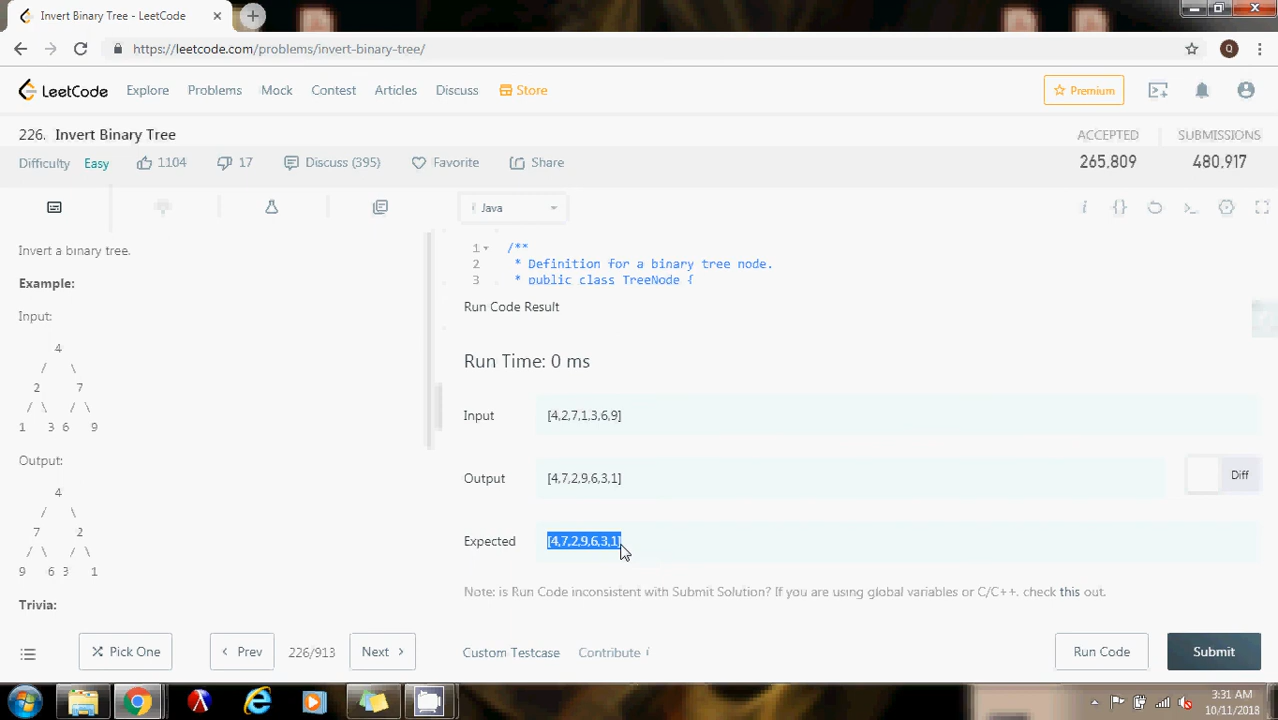 Invert Binary Tree - LeetCode
https://leetcode.com/problems/invert-binary-tree/
Q
LeetCode Explore Problems Mock Contest Articles Discuss Store Premium
226. Invert Binary Tree
ACCEPTED SUBMISSIONS
Difficulty Easy 1104 17 Discuss (395) Favorite Share
265,809 480,917
Java
Invert a binary tree.
Example:
Input:
4
/ \
2 7
/ \ / \
1 3 6 9
Output:
4
/ \
7 2
/ \ / \
9 6 3 1
Trivia:
1 /**
2 * Definition for a binary tree node.
3 * public class TreeNode {
Run Code Result
Run Time: 0 ms
Input [4,2,7,1,3,6,9]
Output [4,7,2,9,6,3,1] Diff
Expected [4,7,2,9,6,3,1]
Note: is Run Code inconsistent with Submit Solution? If you are using global variables or C/C++. check this out.
Pick One Prev 226/913 Next Custom Testcase Contribute i Run Code Submit
3:31 AM
10/11/2018